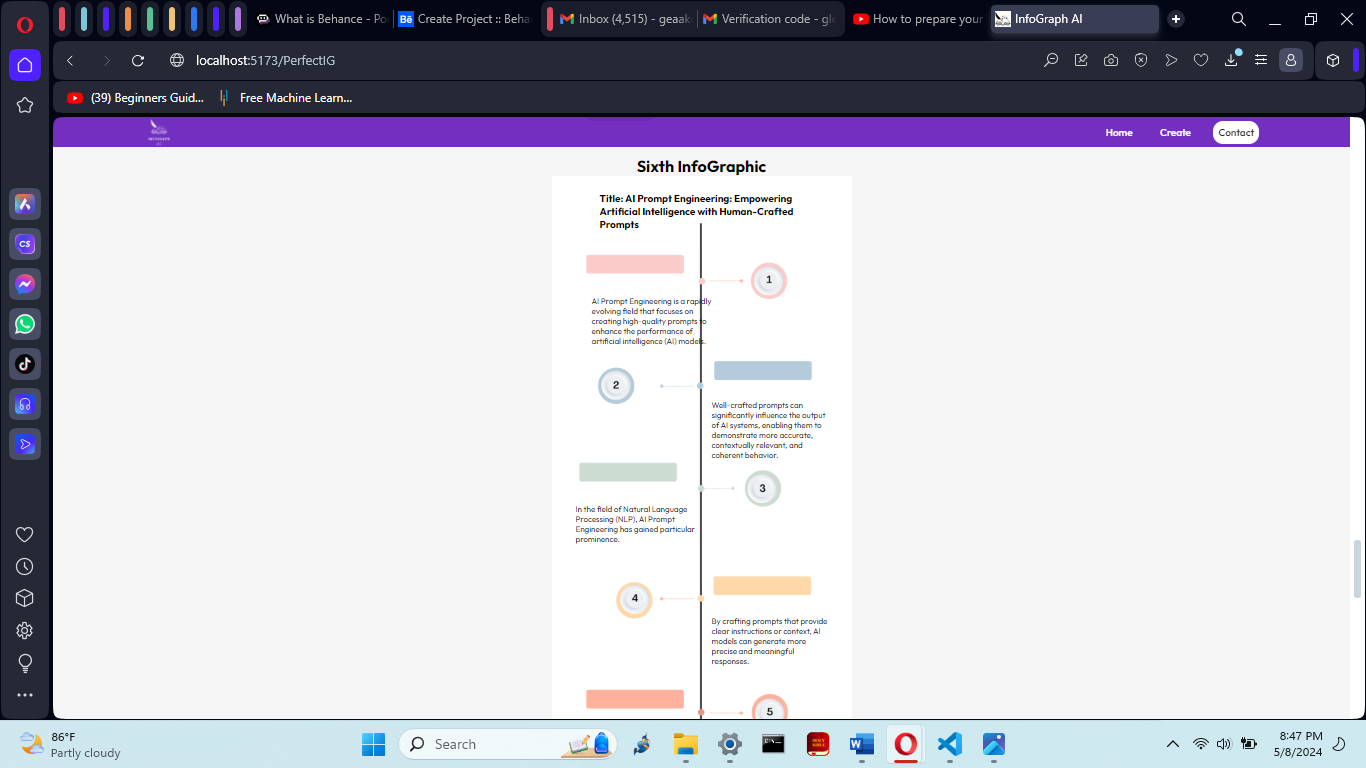 What is Behance - Po
Bē Create Project :: Beha
Inbox (4,515) - geaak
Verification code - glo
How to prepare your
InfoGraph AI
localhost:5173/PerfectIG
(39) Beginners Guid...
Free Machine Learn...
Home
Create
Contact
Sixth InfoGraphic
Title: AI Prompt Engineering: Empowering
Artificial Intelligence with Human-Crafted
Prompts
1
AI Prompt Engineering is a rapidly
evolving field that focuses on
creating high-quality prompts to
enhance the performance of
artificial intelligence (AI) models.
2
Well-crafted prompts can
significantly influence the output
of AI systems, enabling them to
demonstrate more accurate,
contextually relevant, and
coherent behavior.
3
In the field of Natural Language
Processing (NLP), AI Prompt
Engineering has gained particular
prominence.
4
By crafting prompts that provide
clear instructions or context, AI
models can generate more
precise and meaningful
responses.
5
CS
86°F
Partly cloudy
Search
HOLY
BIBLE
8:47 PM
5/8/2024